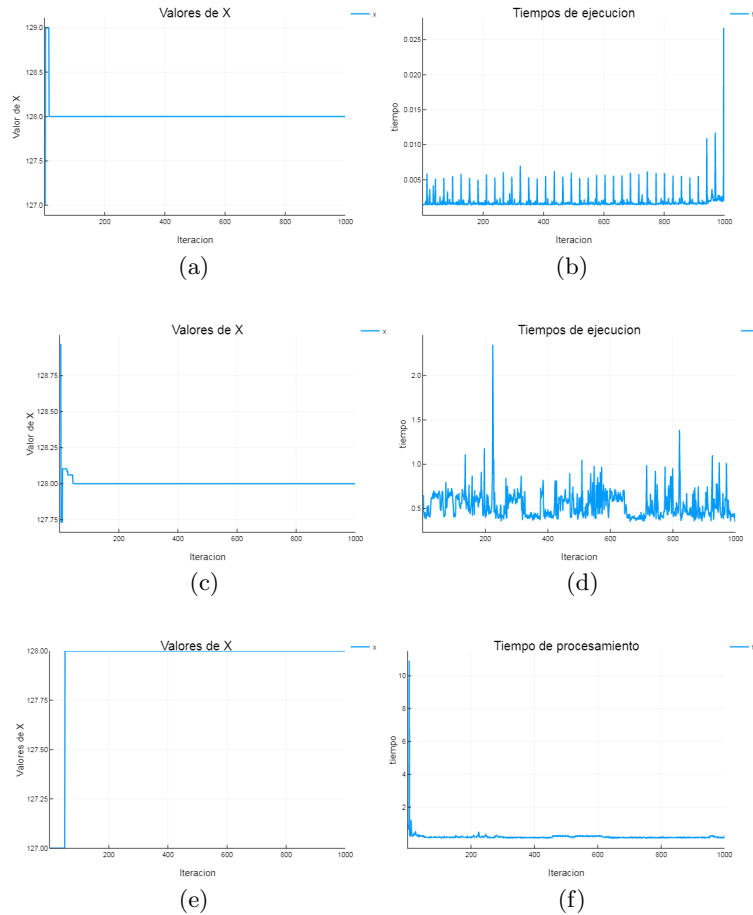 Valores de X
x
129.0
128.5
128.0
127.5
127.0
Valor de X
200
400
600
800
1000
Iteracion
(a)
Tiempos de ejecucion
0.025
0.020
0.015
0.010
0.005
tiempo
200
400
600
800
1000
Iteracion
(b)
Valores de X
x
128.75
128.50
128.25
128.00
127.75
Valor de X
200
400
600
800
1000
Iteracion
(c)
Tiempos de ejecucion
2.0
1.5
1.0
0.5
tiempo
200
400
600
800
1000
Iteracion
(d)
Valores de X
x
128.00
127.75
127.50
127.25
127.00
Valores de X
200
400
600
800
1000
Iteracion
(e)
Tiempo de procesamiento
10
8
6
4
2
tiempo
200
400
600
800
1000
Iteracion
(f)